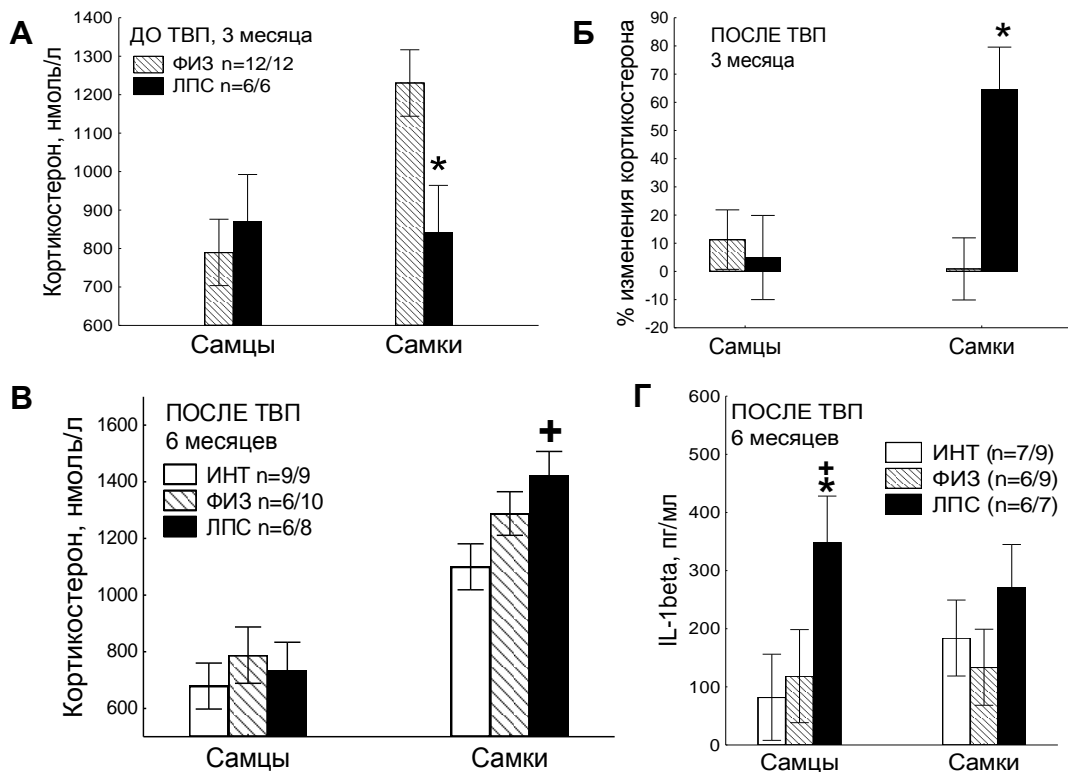 А
Кортикостерон, нмоль/л
1400
1300
1200
1100
1000
900
800
700
600
ДО ТВП, 3 месяца
ФИЗ n=12/12
ЛПС n=6/6
*
Самцы
Самки
Б
% изменения кортикостерона
90
80
70
60
50
40
30
20
10
0
-10
-20
ПОСЛЕ ТВП
3 месяца
*
Самцы
Самки
В
Кортикостерон, нмоль/л
1600
1400
1200
1000
800
600
ПОСЛЕ ТВП
6 месяцев
ИНТ n=9/9
ФИЗ n=6/10
ЛПС n=6/8
+
Самцы
Самки
Г
IL-1beta, пг/мл
600
500
400
300
200
100
0
ПОСЛЕ ТВП
6 месяцев
ИНТ (n=7/9)
ФИЗ (n=6/9)
ЛПС (n=6/7)
+
*
Самцы
Самки